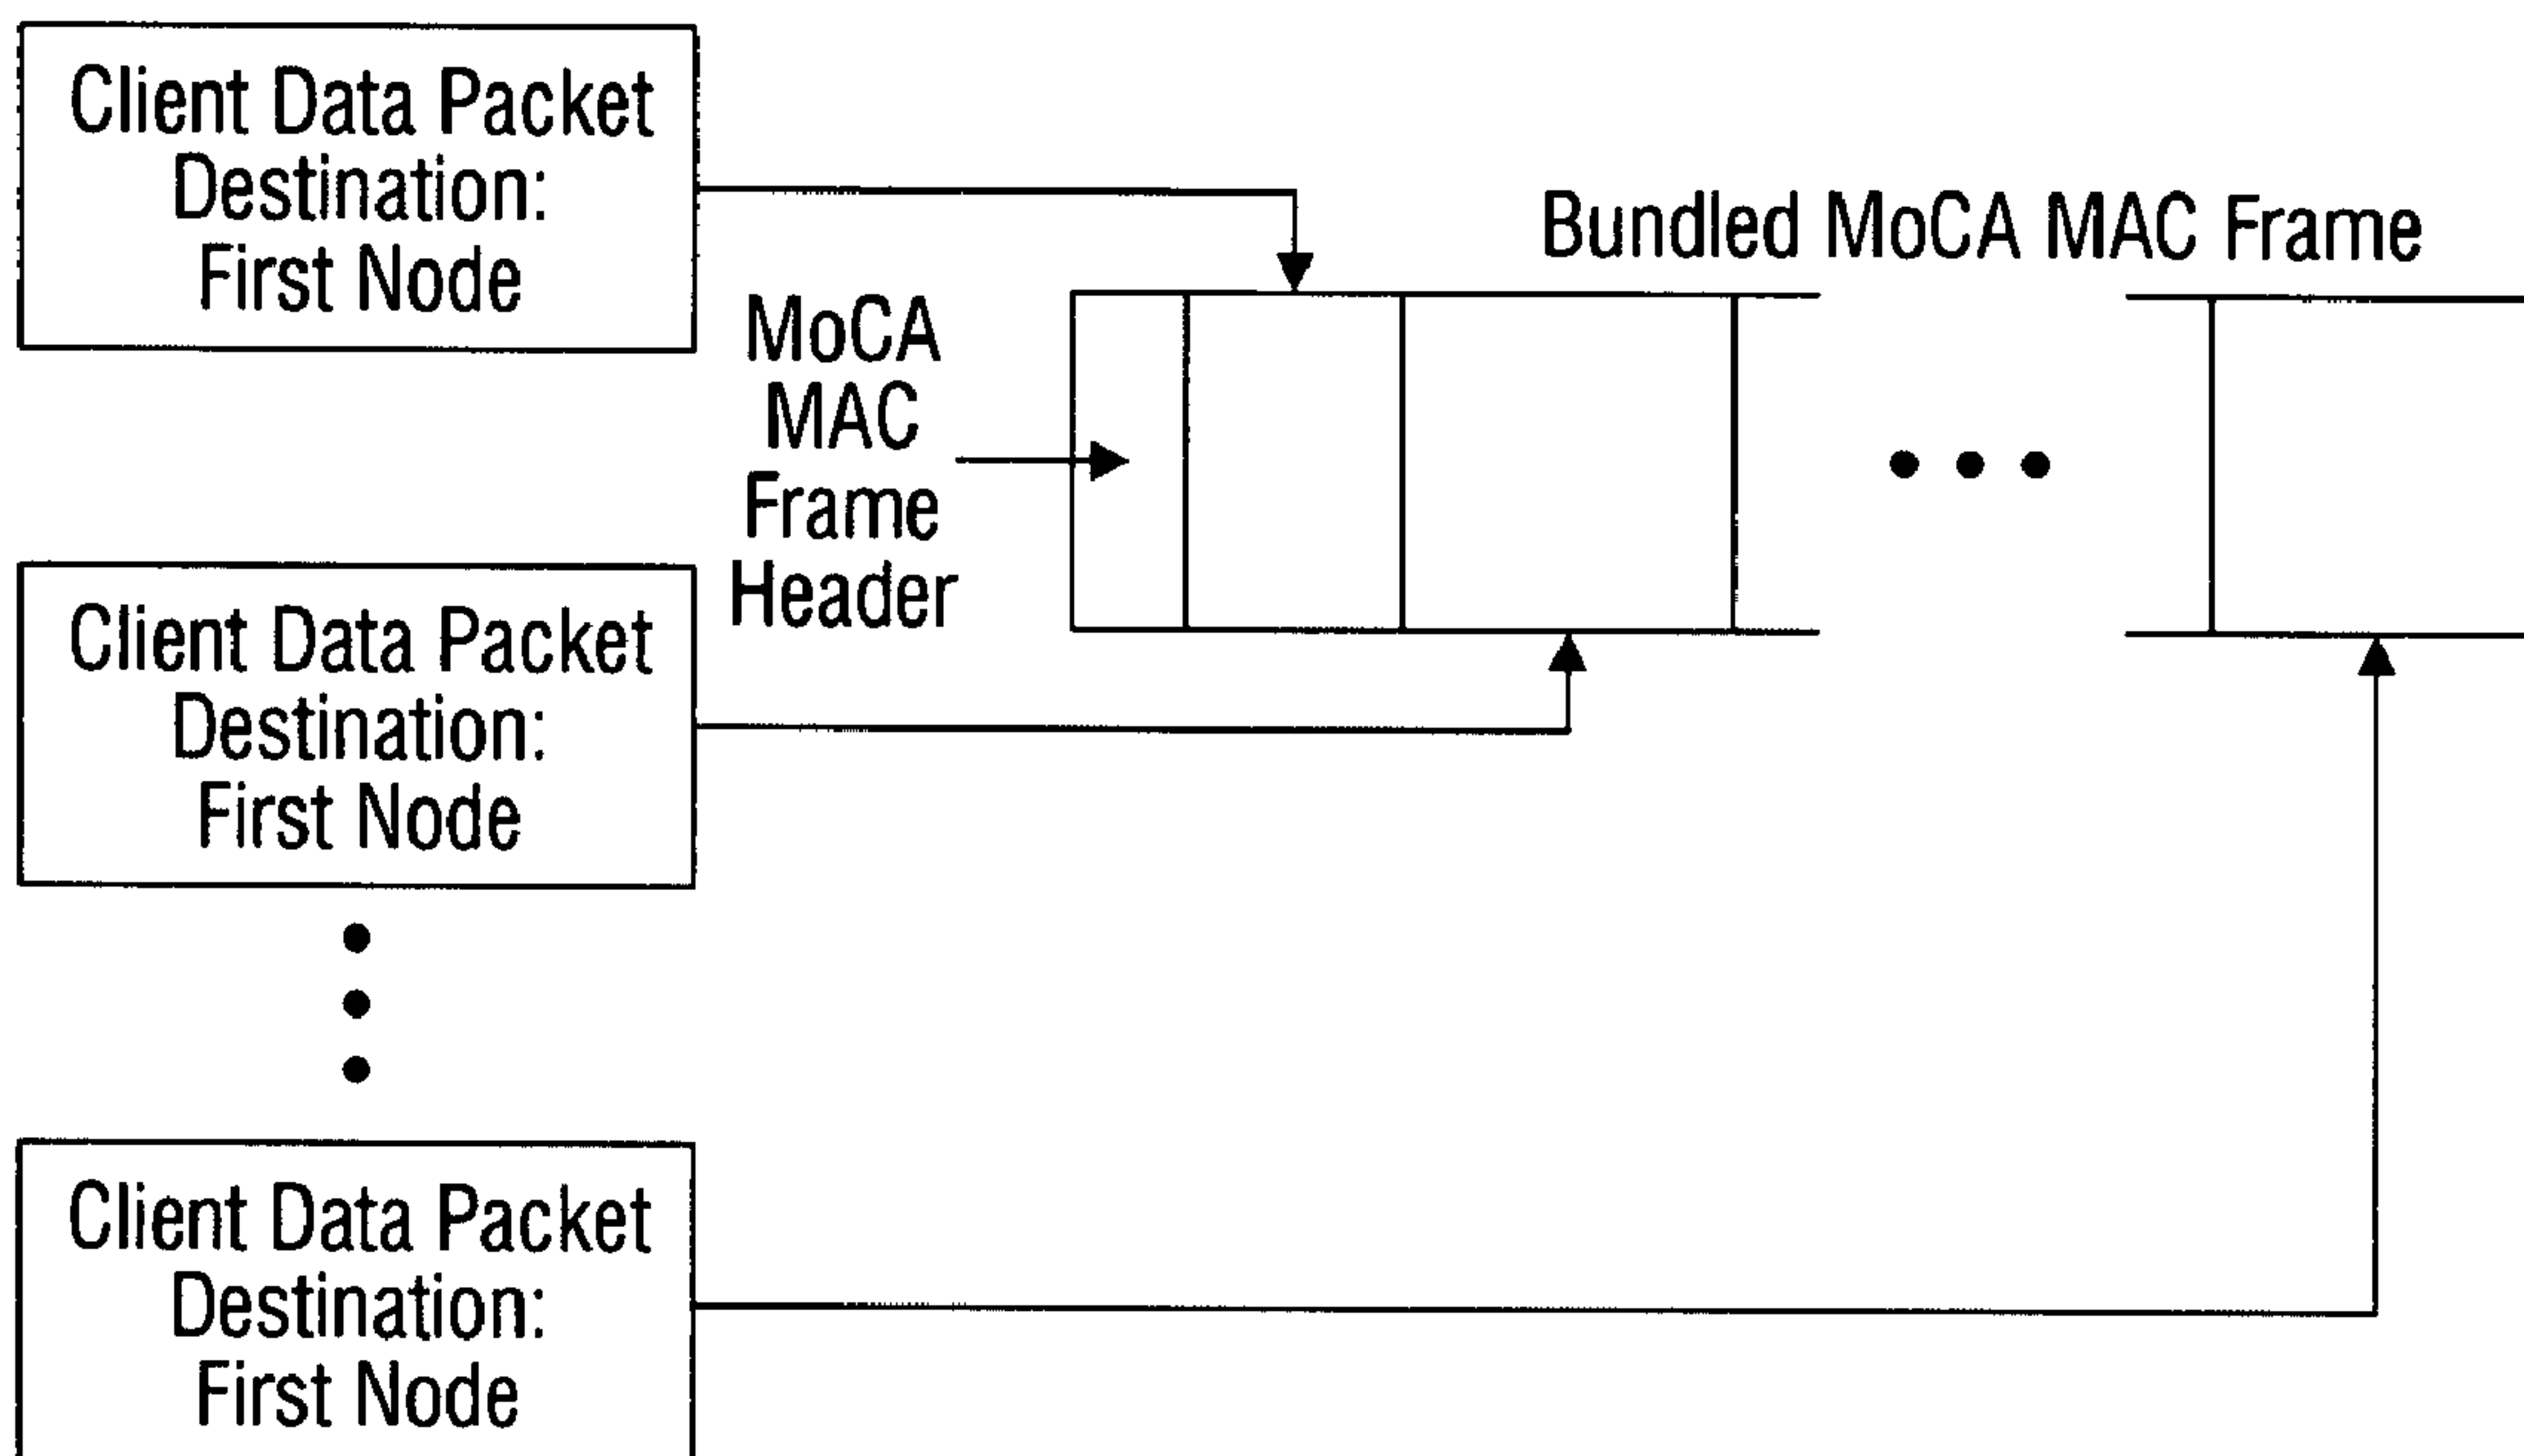 Client Data Packet
Destination:
First Node
Bundled MoCA MAC Frame
MoCA
MAC
Frame
Header
Client Data Packet
Destination:
First Node
Client Data Packet
Destination:
First Node